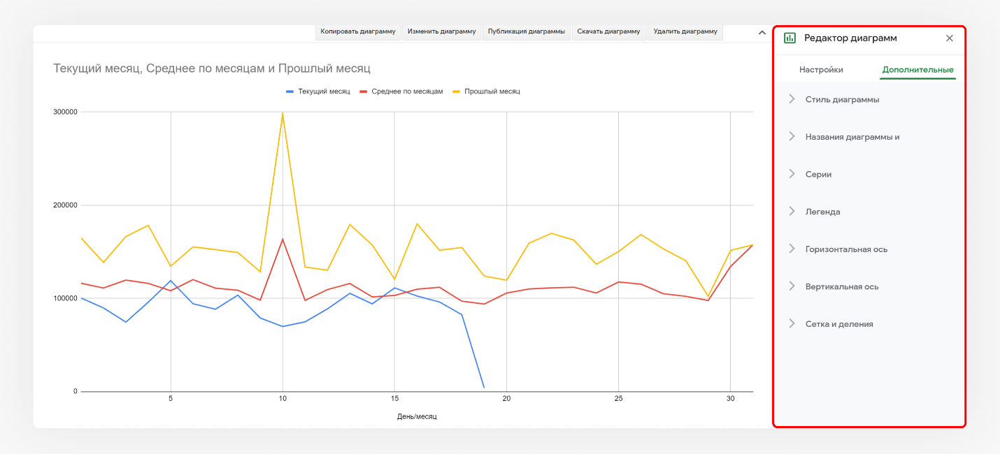 Копировать диаграмму Изменить диаграмму Публикация диаграммы Скачать диаграмму Удалить диаграмму
Текущий месяц, Среднее по месяцам и Прошлый месяц
Текущий месяц Среднее по месяцам Прошлый месяц
300000
200000
100000
0
5 10 15 20 25 30
День/месяц
Редактор диаграмм
Настройки Дополнительные
Стиль диаграммы
Названия диаграммы и
Серии
Легенда
Горизонтальная ось
Вертикальная ось
Сетка и деления